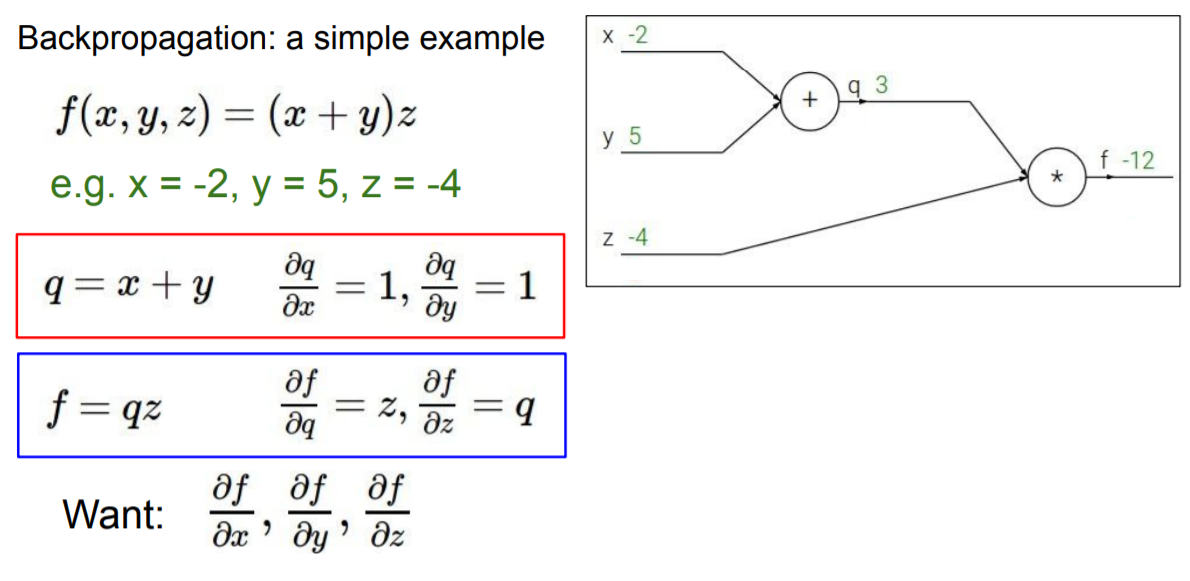 Backpropagation: a simple example
f(x, y, z) = (x + y)z
e.g. x = -2, y = 5, z = -4
q = x + y ∂q/∂x = 1, ∂q/∂y = 1
f = qz ∂f/∂q = z, ∂f/∂z = q
Want: ∂f/∂x, ∂f/∂y, ∂f/∂z
x -2
y 5
z -4
+
q 3
*
f -12